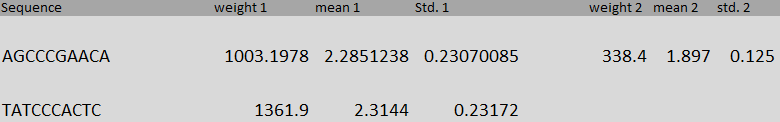 Sequence weight 1 mean 1 Std. 1 weight 2 mean 2 std. 2
AGCCCGAACA 1003.1978 2.2851238 0.23070085 338.4 1.897 0.125
TATCCCACTC 1361.9 2.3144 0.23172